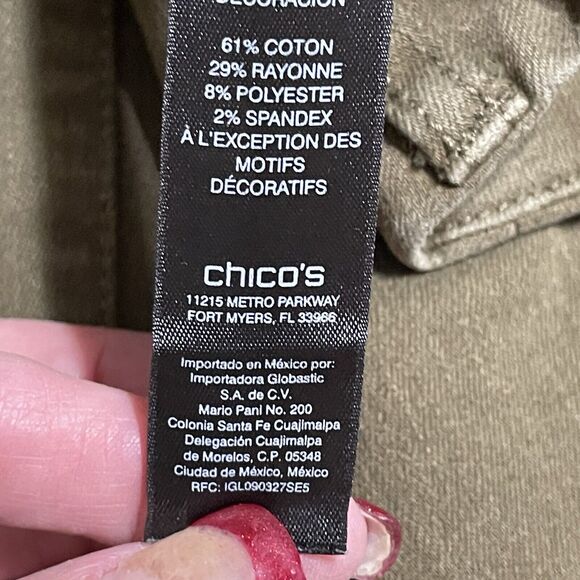 DECORACIÓN
61% COTON
29% RAYONNE
8% POLYESTER
2% SPANDEX
À L'EXCEPTION DES
MOTIFS
DÉCORATIFS
chico's
11215 METRO PARKWAY
FORT MYERS, FL 33966
Importado en México por:
Importadora Globastic
S.A. de C.V.
Mario Pani No. 200
Colonia Santa Fe Cuajimalpa
Delegación Cuajimalpa
de Morelos, C.P. 05348
Ciudad de México, México
RFC: IGL090327SE5